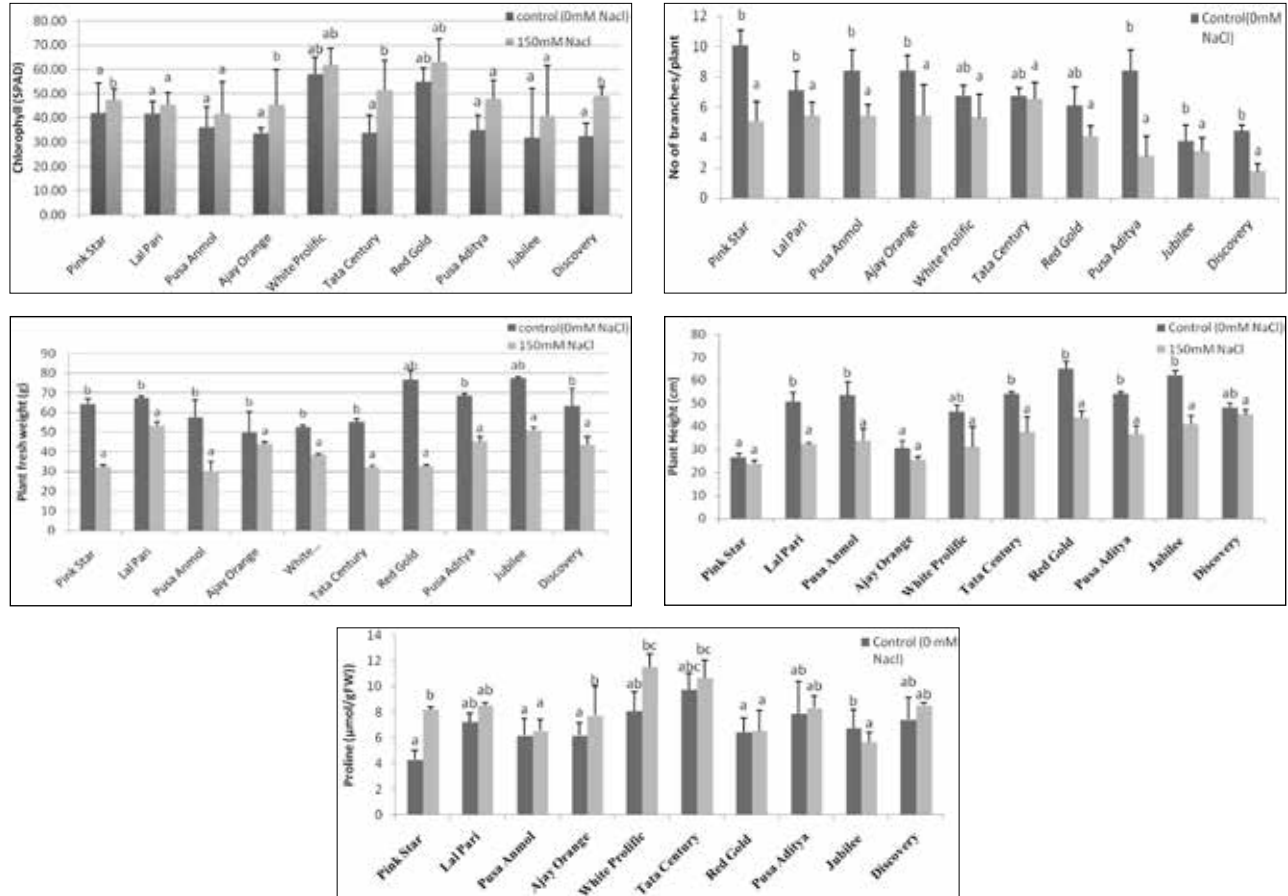 control (0mM Nacl)
150mM Nacl
Chlorophyll (SPAD)
80.00
70.00
60.00
50.00
40.00
30.00
20.00
10.00
0.00
a b a a a a a b ab ab a b ab ab a a a a a b
Pink Star
Lal Pari
Pusa Anmol
Ajay Orange
White Prolific
Tata Century
Red Gold
Pusa Aditya
Jubilee
Discovery
Control(0mM
NaCl)
No of branches/plant
12
10
8
6
4
2
0
b a b a b a b a ab a ab a ab a b a b a b a
Pink Star
Lal Pari
Pusa Anmol
Ajay Orange
White Prolific
Tata Century
Red Gold
Pusa Aditya
Jubilee
Discovery
control(0mM NaCl)
150mM NaCl
Plant fresh weight (g)
90
80
70
60
50
40
30
20
10
0
b a b a b a b a b a b a ab a b a ab a b a
Pink Star
Lal Pari
Pusa Anmol
Ajay Orange
White...
Tata Century
Red Gold
Pusa Aditya
Jubilee
Discovery
Control (0mM NaCl)
150mM NaCl
Plant Height (cm)
80
70
60
50
40
30
20
10
0
a a b a b a a a ab a b a b a b a b a ab a
Pink Star
Lal Pari
Pusa Anmol
Ajay Orange
White Prolific
Tata Century
Red Gold
Pusa Aditya
Jubilee
Discovery
Control (0 mM
Nacl)
Proline (µmol/gFW))
14
12
10
8
6
4
2
0
a b ab ab a a a b ab bc abc bc a a ab ab b a ab ab
Pink Star
Lal Pari
Pusa Anmol
Ajay Orange
White Prolific
Tata Century
Red Gold
Pusa Aditya
Jubilee
Discovery